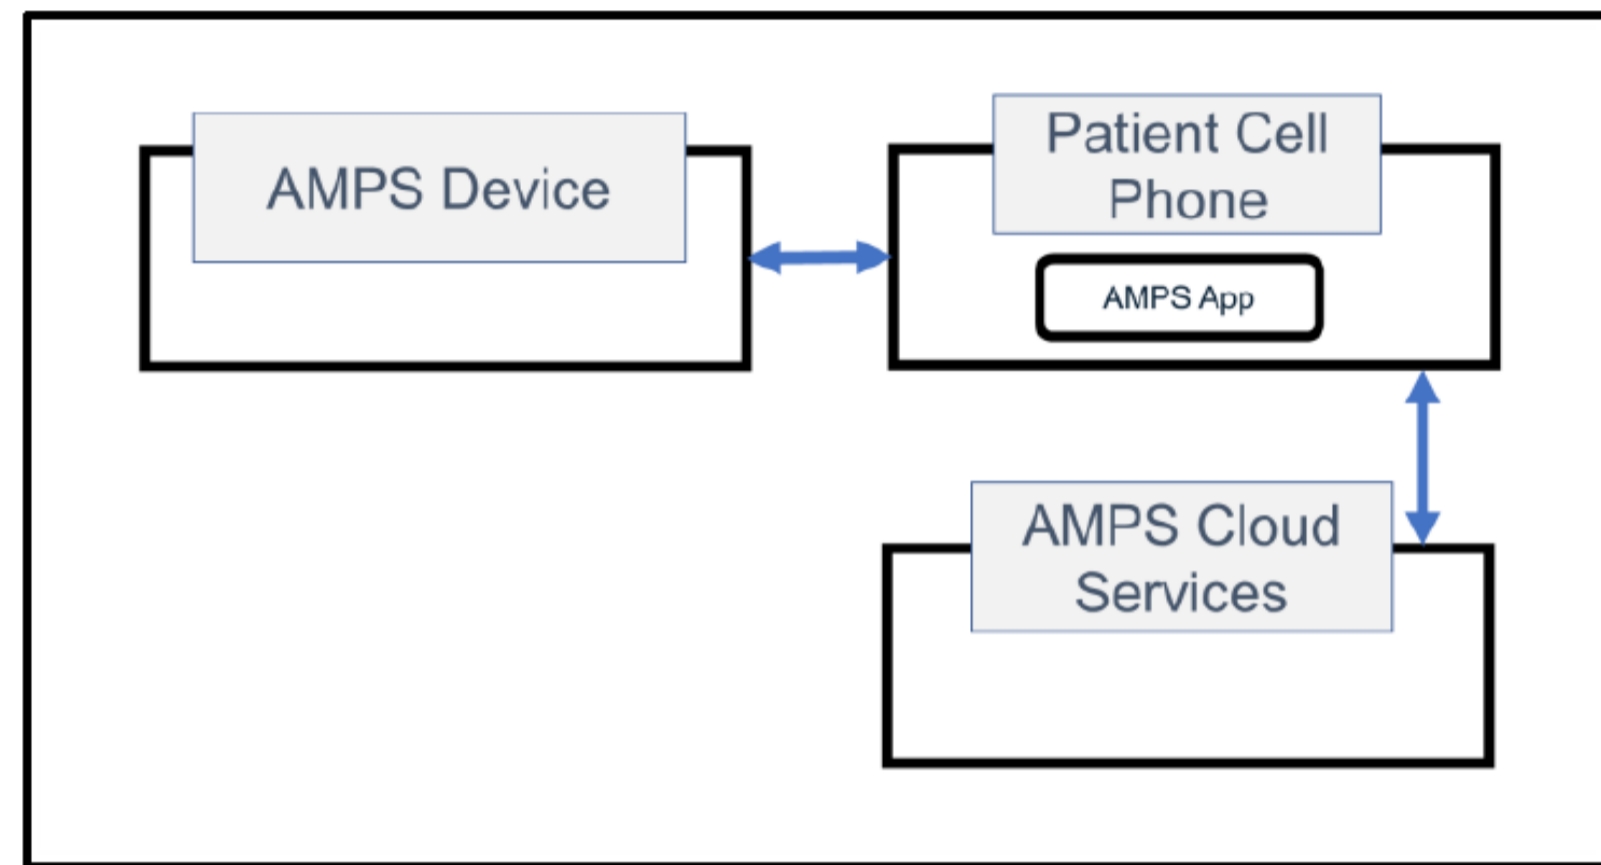 AMPS Device
Patient Cell
Phone
AMPS App
AMPS Cloud
Services